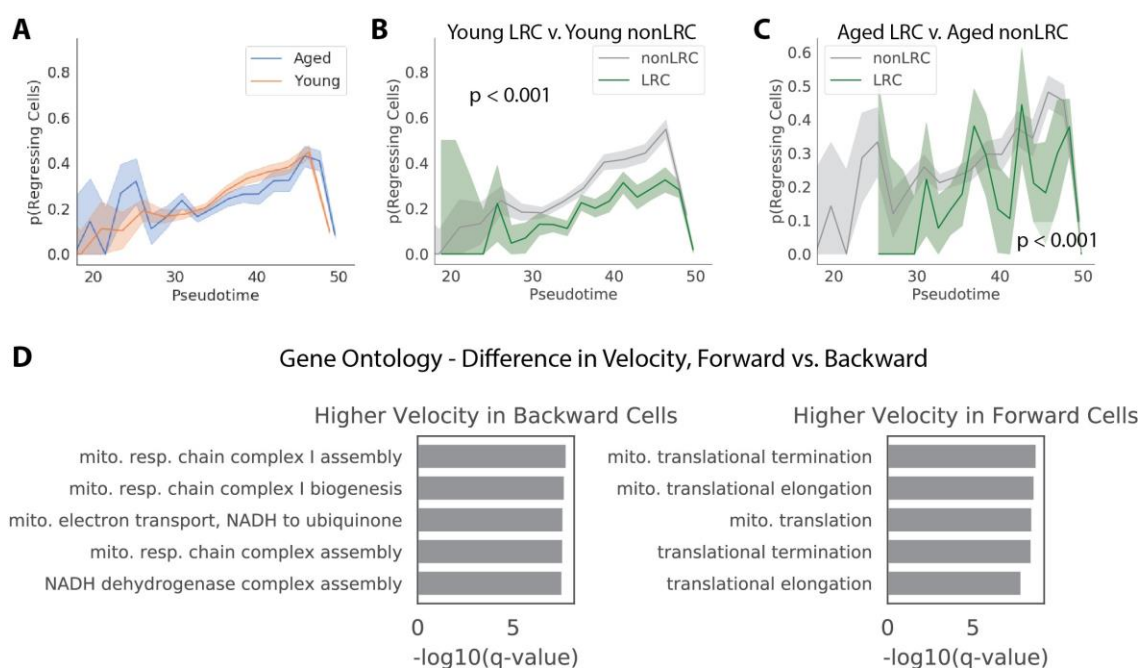 A
0.8
0.6
0.4
0.2
0.0
p(Regressing Cells)
Aged
Young
20
30
40
50
Pseudotime
B
Young LRC v. Young nonLRC
0.8
0.6
0.4
0.2
0.0
p(Regressing Cells)
nonLRC
LRC
p < 0.001
20
30
40
50
Pseudotime
C
Aged LRC v. Aged nonLRC
0.6
0.5
0.4
0.3
0.2
0.1
0.0
p(Regressing Cells)
nonLRC
LRC
p < 0.001
20
30
40
50
Pseudotime
D
Gene Ontology - Difference in Velocity, Forward vs. Backward
Higher Velocity in Backward Cells
mito. resp. chain complex I assembly
mito. resp. chain complex I biogenesis
mito. electron transport, NADH to ubiquinone
mito. resp. chain complex assembly
NADH dehydrogenase complex assembly
0
5
-log10(q-value)
Higher Velocity in Forward Cells
mito. translational termination
mito. translational elongation
mito. translation
translational termination
translational elongation
0
5
-log10(q-value)